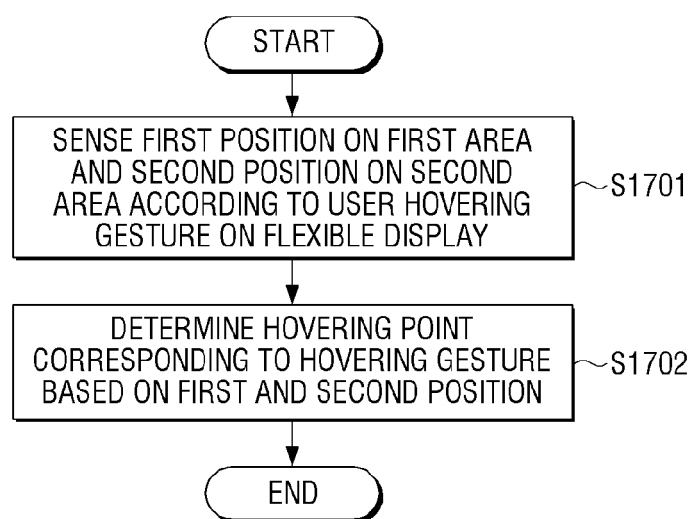 START
SENSE FIRST POSITION ON FIRST AREA
AND SECOND POSITION ON SECOND
AREA ACCORDING TO USER HOVERING
GESTURE ON FLEXIBLE DISPLAY
S1701
DETERMINE HOVERING POINT
CORRESPONDING TO HOVERING GESTURE
BASED ON FIRST AND SECOND POSITION
S1702
END